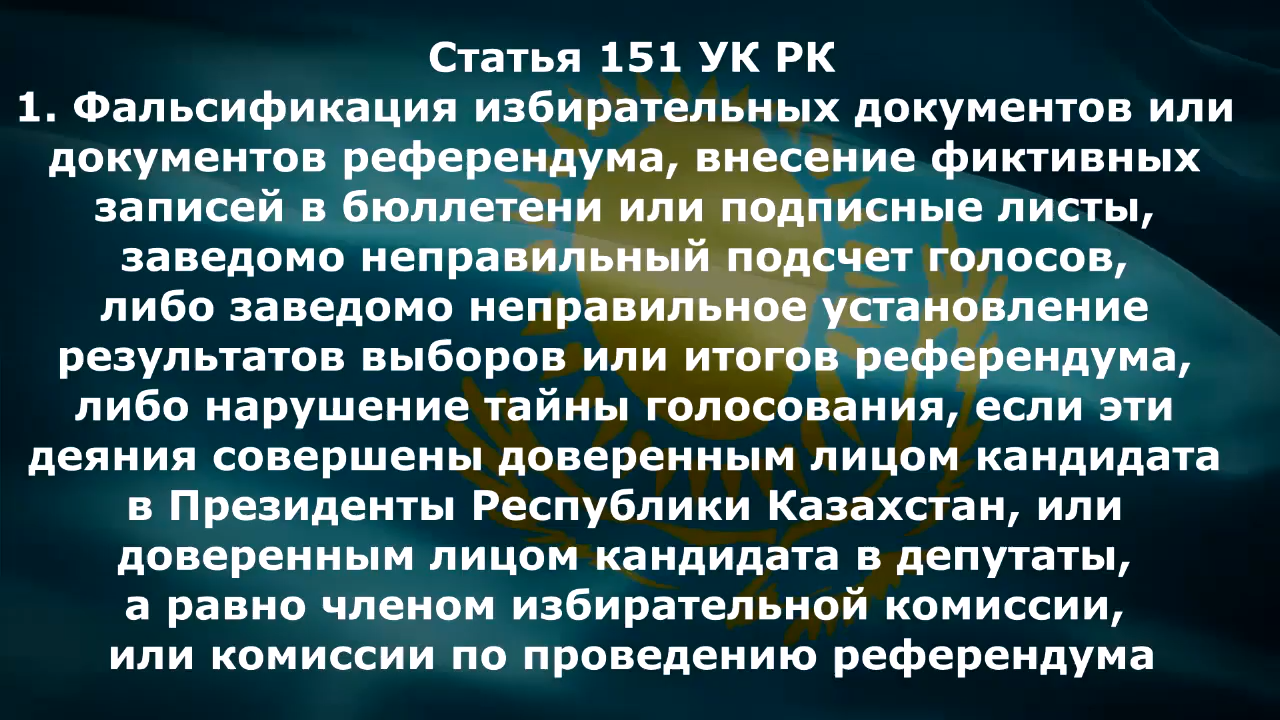 Статья 151 УК РК
1. Фальсификация избирательных документов или
документов референдума, внесение фиктивных
записей в бюллетени или подписные листы,
заведомо неправильный подсчет голосов,
либо заведомо неправильное установление
результатов выборов или итогов референдума,
либо нарушение тайны голосования, если эти
деяния совершены доверенным лицом кандидата
в Президенты Республики Казахстан, или
доверенным лицом кандидата в депутаты,
а равно членом избирательной комиссии,
или комиссии по проведению референдума